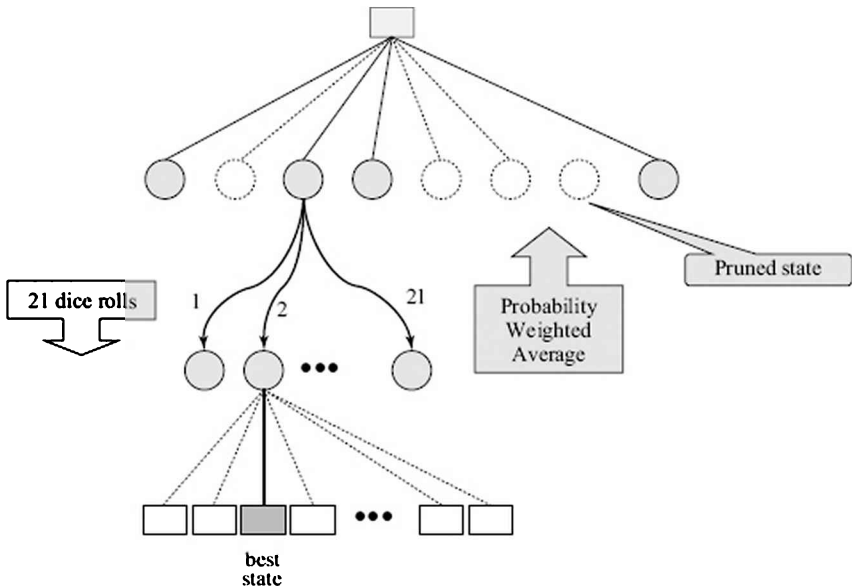 Pruned state
21 dice rolls
1
2
21
Probability
Weighted
Average
best
state